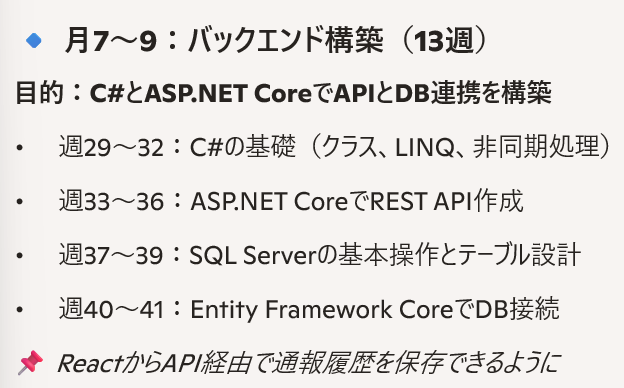 月7～9：バックエンド構築（13週）
目的：C#とASP.NET CoreでAPIとDB連携を構築
• 週29～32：C#の基礎（クラス、LINQ、非同期処理）
• 週33～36：ASP.NET CoreでREST API作成
• 週37～39：SQL Serverの基本操作とテーブル設計
• 週40～41：Entity Framework CoreでDB接続
ReactからAPI経由で通報履歴を保存できるように